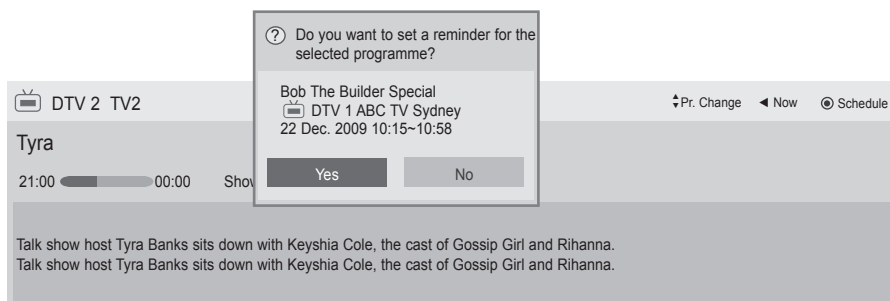 Do you want to set a reminder for the
selected programme?
Bob The Builder Special
DTV 1 ABC TV Sydney
22 Dec. 2009 10:15~10:58
Yes No
DTV 2 TV2 Pr. Change Now Schedule
Tyra
21:00 00:00
Talk show host Tyra Banks sits down with Keyshia Cole, the cast of Gossip Girl and Rihanna.
Talk show host Tyra Banks sits down with Keyshia Cole, the cast of Gossip Girl and Rihanna.